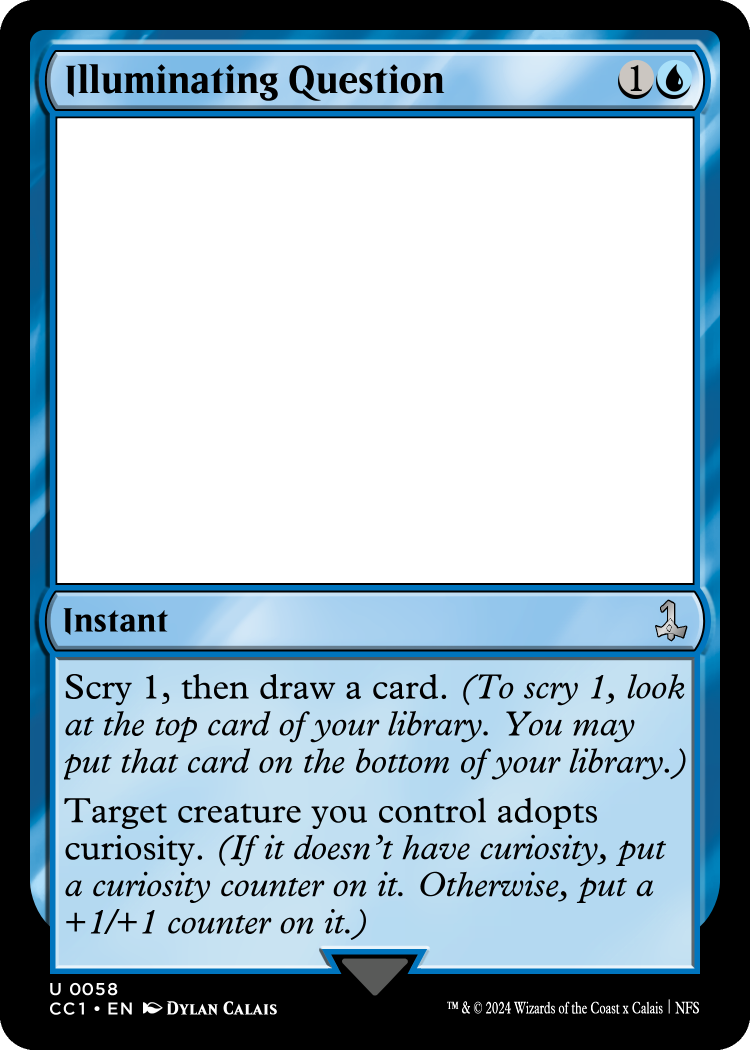 Illuminating Question 1
Instant
Scry 1, then draw a card. (To scry 1, look
at the top card of your library. You may
put that card on the bottom of your library.)
Target creature you control adopts
curiosity. (If it doesn't have curiosity, put
a curiosity counter on it. Otherwise, put a
+1/+1 counter on it.)
U 0058
CC1 • EN Dylan Calais
™ & © 2024 Wizards of the Coast x Calais | NFS